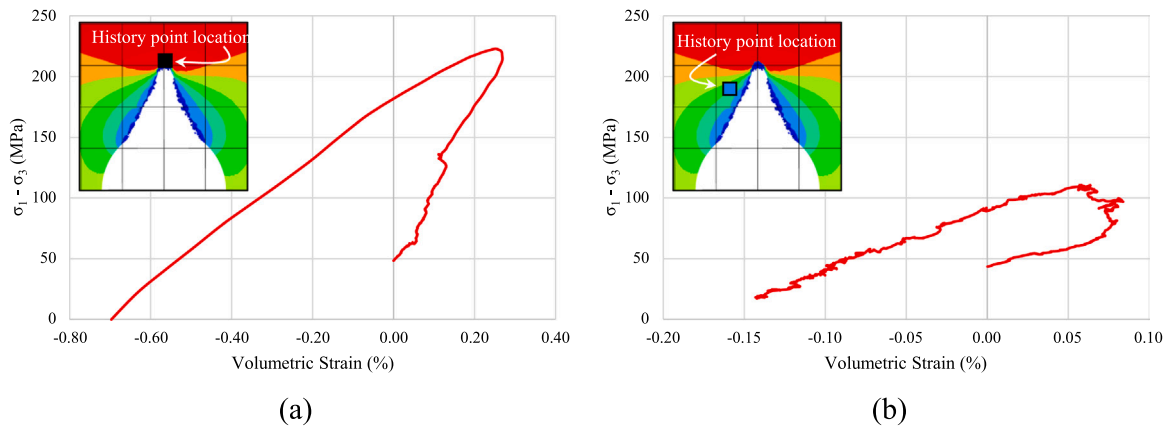 250
200
150
100
50
0
σ1 - σ3 (MPa)
History point location
-0.80 -0.60 -0.40 -0.20 0.00 0.20 0.40
Volumetric Strain (%)
(a)
250
200
150
100
50
0
σ1 - σ3 (MPa)
History point location
-0.20 -0.15 -0.10 -0.05 0.00 0.05 0.10
Volumetric Strain (%)
(b)